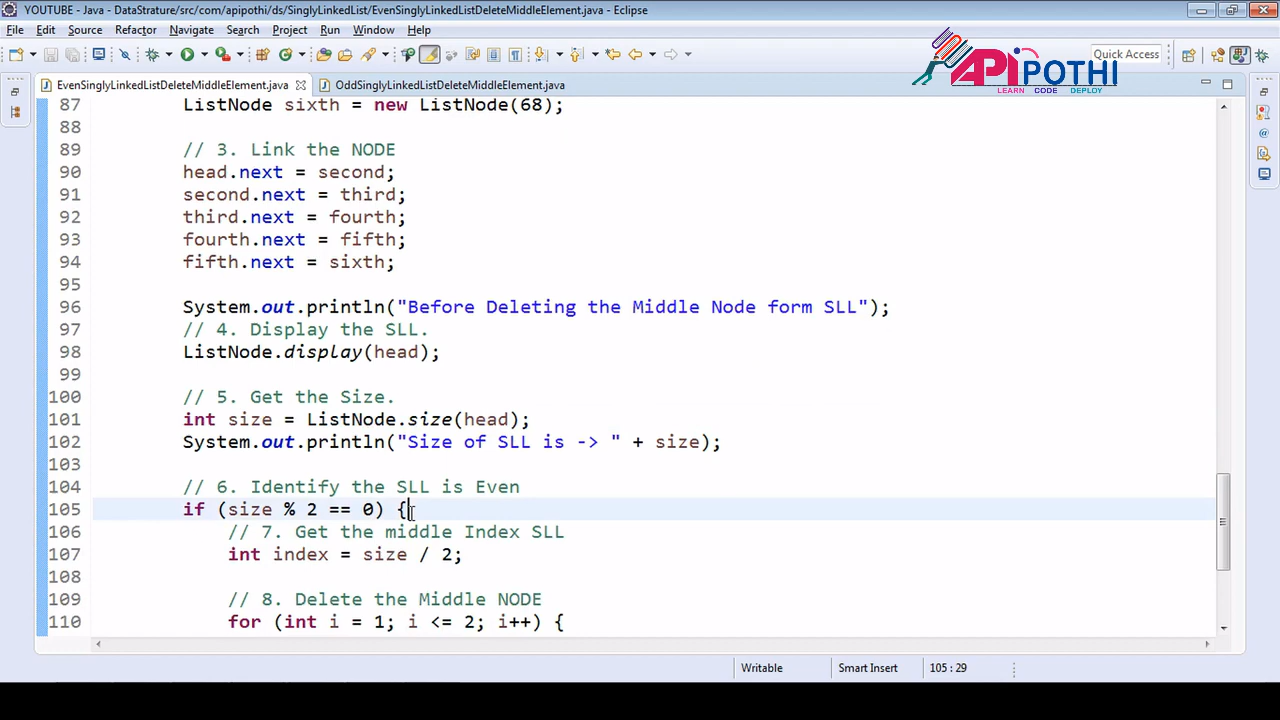 YOUTUBE - Java - DataStrature/src/com/apipothi/ds/SinglyLinkedList/EvenSinglyLinkedListDeleteMiddleElement.java - Eclipse
File Edit Source Refactor Navigate Search Project Run Window Help
Quick Access
APIPOTHI
LEARN CODE DEPLOY
EvenSinglyLinkedListDeleteMiddleElement.java OddSinglyLinkedListDeleteMiddleElement.java
87 ListNode sixth = new ListNode(68);
88
89 // 3. Link the NODE
90 head.next = second;
91 second.next = third;
92 third.next = fourth;
93 fourth.next = fifth;
94 fifth.next = sixth;
95
96 System.out.println("Before Deleting the Middle Node form SLL");
97 // 4. Display the SLL.
98 ListNode.display(head);
99
100 // 5. Get the Size.
101 int size = ListNode.size(head);
102 System.out.println("Size of SLL is -> " + size);
103
104 // 6. Identify the SLL is Even
105 if (size % 2 == 0) {
106 // 7. Get the middle Index SLL
107 int index = size / 2;
108
109 // 8. Delete the Middle NODE
110 for (int i = 1; i <= 2; i++) {
Writable Smart Insert 105 : 29